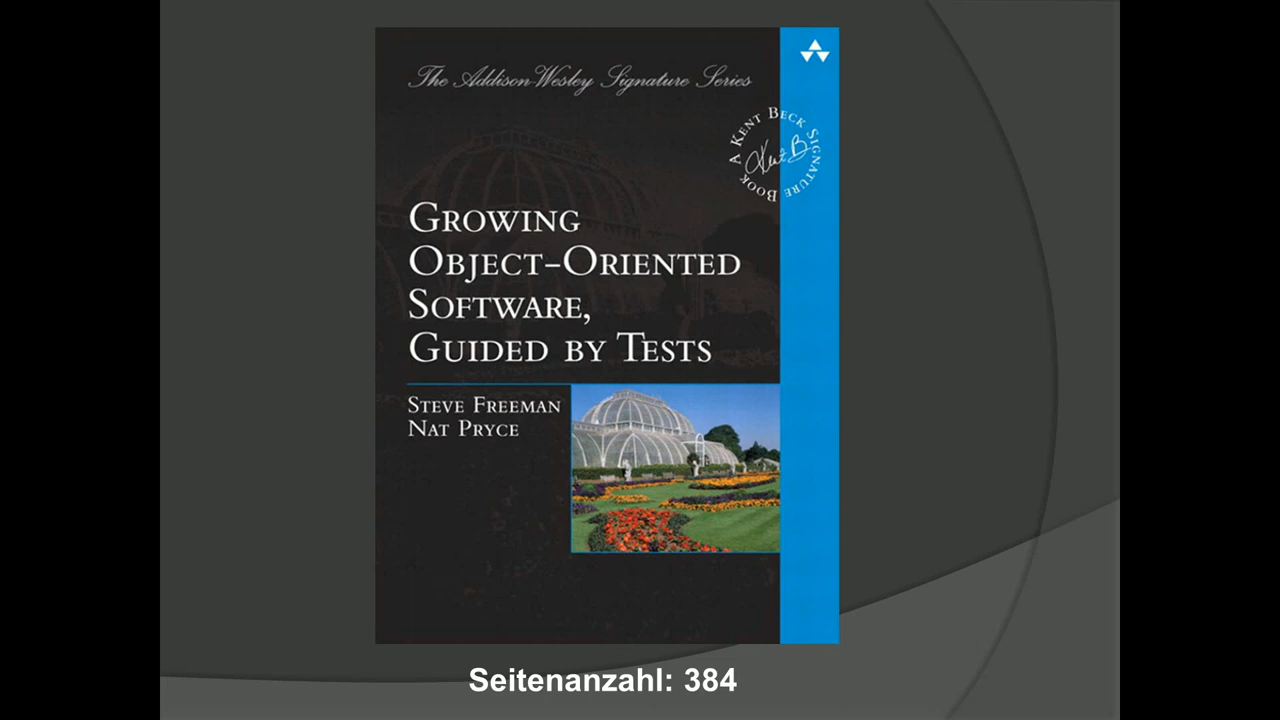 The Addison-Wesley Signature Series
A KENT BECK SIGNATURE BOOK
Kent B
GROWING
OBJECT-ORIENTED
SOFTWARE,
GUIDED BY TESTS
STEVE FREEMAN
NAT PRYCE
Seitenanzahl: 384